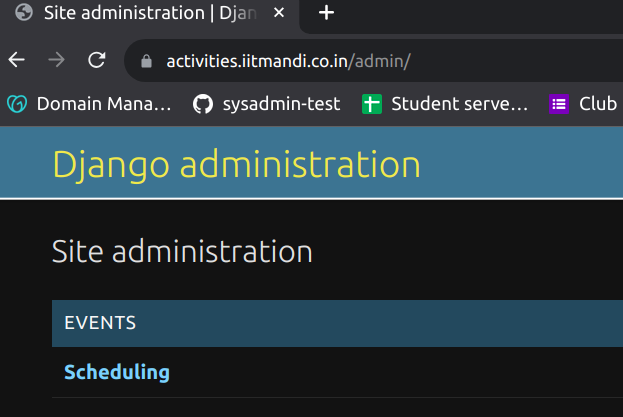 Site administration | Djan
activities.iitmandi.co.in/admin/
Domain Mana... sysadmin-test Student serve... Club
Django administration
Site administration
EVENTS
Scheduling